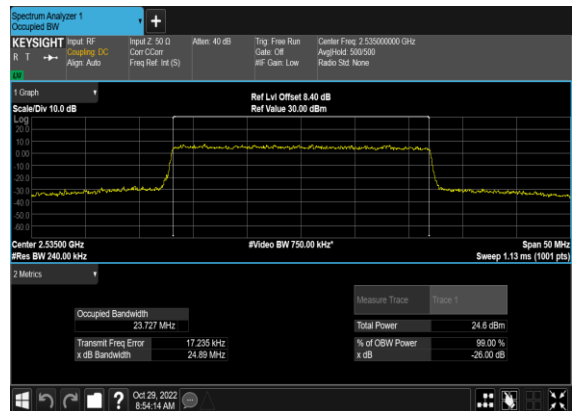 Spectrum Analyzer 1
Occupied BW
+
KEYSIGHT Input: RF Input Z: 50 Ω Atten: 40 dB Trig: Free Run Center Freq: 2.535000000 GHz
R T Coupling: DC Corr CCorr Gate: Off Avg|Hold: 500/500
Align: Auto Freq Ref: Int (S) #IF Gain: Low Radio Std: None
1 Graph
Scale/Div 10.0 dB Ref Lvl Offset 8.40 dB
Ref Value 30.00 dBm
Log
20.0
10.0
0.00
-10.0
-20.0
-30.0
-40.0
-50.0
-60.0
Center 2.53500 GHz #Video BW 750.00 kHz* Span 50 MHz
#Res BW 240.00 kHz Sweep 1.13 ms (1001 pts)
2 Metrics
Measure Trace Trace 1
Occupied Bandwidth
23.727 MHz Total Power 24.6 dBm
Transmit Freq Error 17.235 kHz % of OBW Power 99.00 %
x dB Bandwidth 24.89 MHz x dB -26.00 dB
? Oct 29, 2022
8:54:14 AM